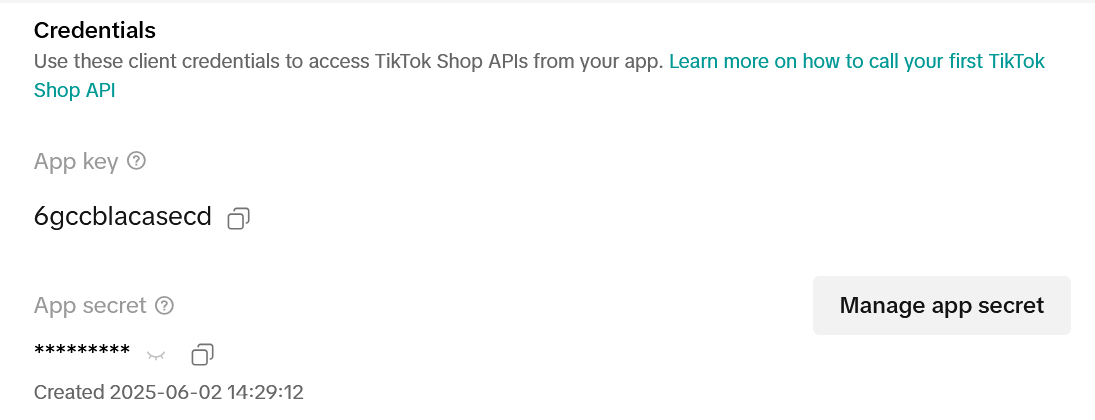 Credentials
Use these client credentials to access TikTok Shop APIs from your app. Learn more on how to call your first TikTok
Shop API
App key
6gccblacasecd
App secret
Manage app secret
*********
Created 2025-06-02 14:29:12